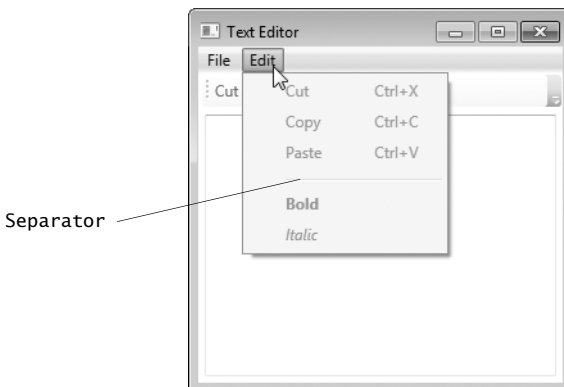 Text Editor
File Edit
Cut
Cut Ctrl+X
Copy Ctrl+C
Paste Ctrl+V
Separator
Bold
Italic